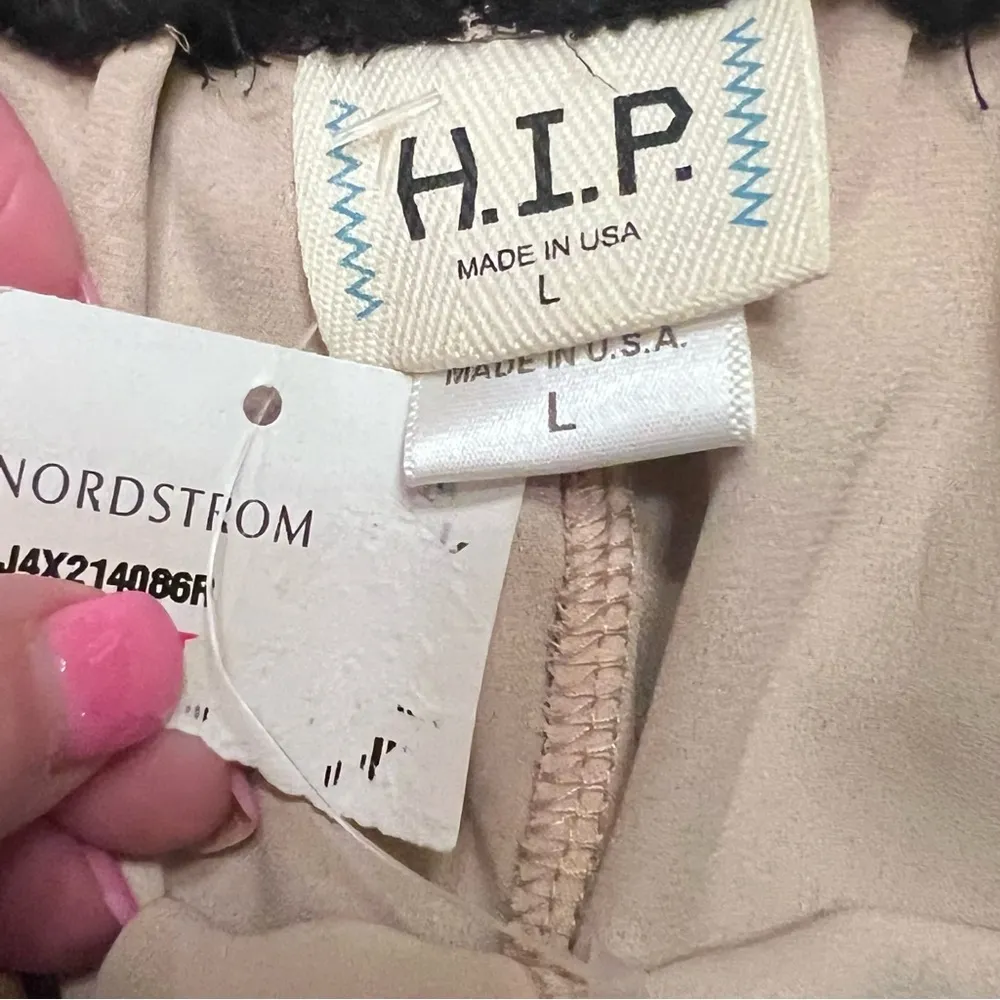 H.I.P.
MADE IN USA
L
MADE IN U.S.A.
L
NORDSTROM
J4X214086R